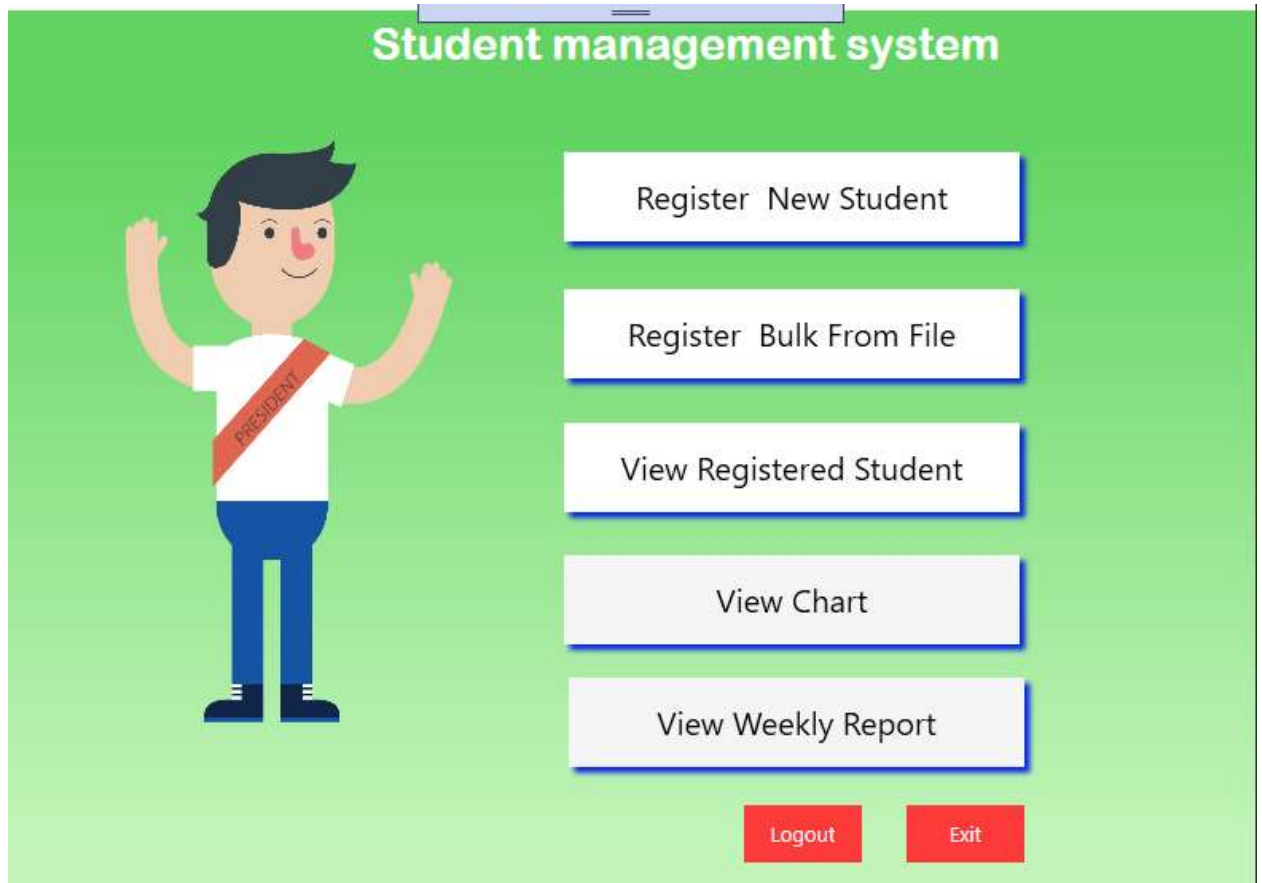 Student management system
Register  New Student
Register  Bulk From File
PRESIDENT
View Registered Student
View Chart
View Weekly Report
Logout
Exit